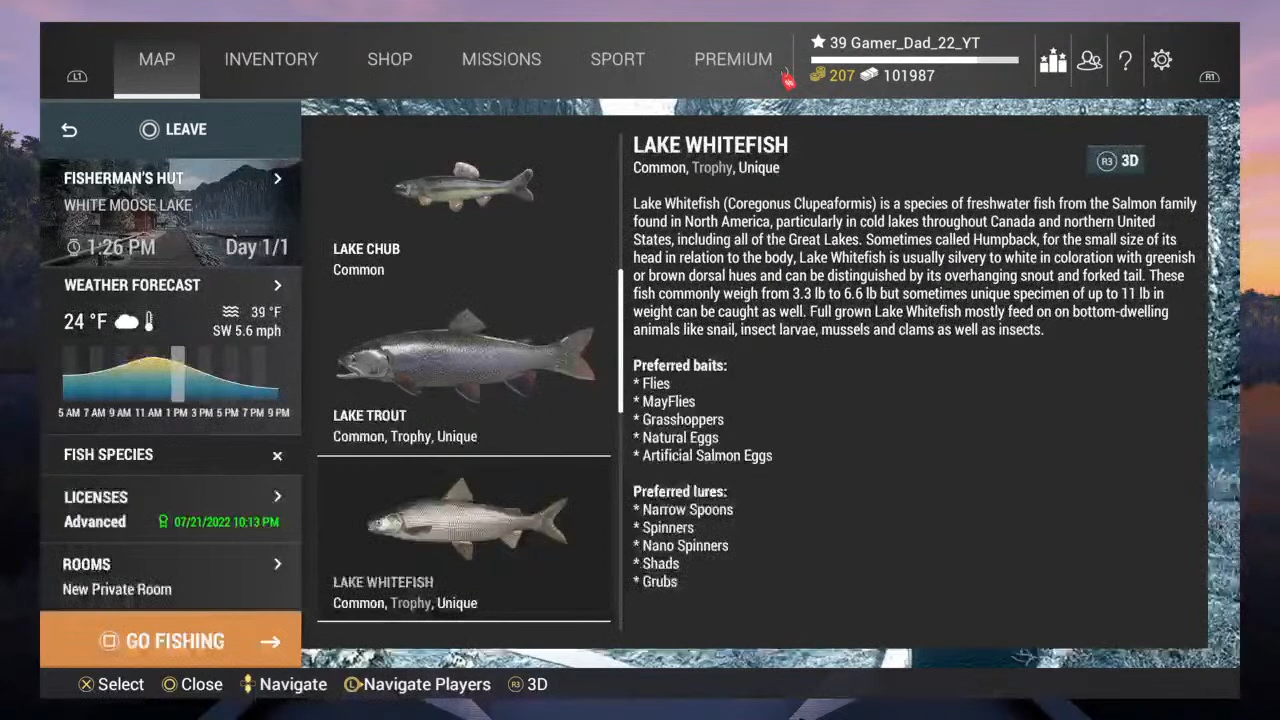 L1
MAP
INVENTORY
SHOP
MISSIONS
SPORT
PREMIUM
39 Gamer_Dad_22_YT
207 101987
?
R1
LEAVE
FISHERMAN'S HUT
WHITE MOOSE LAKE
1:26 PM Day 1/1
WEATHER FORECAST
24 °F
39 °F
SW 5.6 mph
5 AM 7 AM 9 AM 11 AM 1 PM 3 PM 5 PM 7 PM 9 PM
FISH SPECIES
LICENSES
Advanced 07/21/2022 10:13 PM
ROOMS
New Private Room
GO FISHING
LAKE CHUB
Common
LAKE TROUT
Common, Trophy, Unique
LAKE WHITEFISH
Common, Trophy, Unique
LAKE WHITEFISH
Common, Trophy, Unique
R3 3D
Lake Whitefish (Coregonus Clupeaformis) is a species of freshwater fish from the Salmon family
found in North America, particularly in cold lakes throughout Canada and northern United
States, including all of the Great Lakes. Sometimes called Humpback, for the small size of its
head in relation to the body, Lake Whitefish is usually silvery to white in coloration with greenish
or brown dorsal hues and can be distinguished by its overhanging snout and forked tail. These
fish commonly weigh from 3.3 lb to 6.6 lb but sometimes unique specimen of up to 11 lb in
weight can be caught as well. Full grown Lake Whitefish mostly feed on on bottom-dwelling
animals like snail, insect larvae, mussels and clams as well as insects.
Preferred baits:
* Flies
* MayFlies
* Grasshoppers
* Natural Eggs
* Artificial Salmon Eggs
Preferred lures:
* Narrow Spoons
* Spinners
* Nano Spinners
* Shads
* Grubs
Select Close Navigate L Navigate Players R3 3D